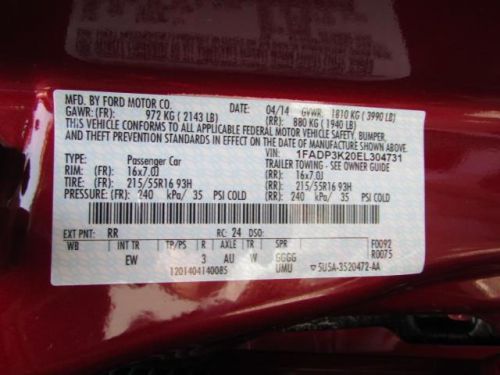 MFD. BY FORD MOTOR CO. DATE: 04/14 GVWR: 1810 KG ( 3990 LB)
GAWR: (FR): 972 KG ( 2143 LB) (RR): 880 KG ( 1940 LB)
THIS VEHICLE CONFORMS TO ALL APPLICABLE FEDERAL MOTOR VEHICLE SAFETY, BUMPER,
AND THEFT PREVENTION STANDARDS IN EFFECT ON THE DATE OF MANUFACTURE SHOWN ABOVE.
VIN: 1FADP3K20EL304731
TYPE: Passenger Car TRAILER TOWING - SEE OWNER GUIDE
RIM: (FR): 16x7.0J (RR): 16x7.0J
TIRE: (FR): 215/55R16 93H (RR): 215/55R16 93H
PRESSURE: (FR): 240 kPa/ 35 PSI COLD (RR): 240 kPa/ 35 PSI COLD
EXT PNT: RR RC: 24 DSO:
WB INT TR TP/PS R AXLE TR SPR F0092
EW 3 AU W GGGG R0075
1201404140085 UMU ▽5U5A-3520472-AA